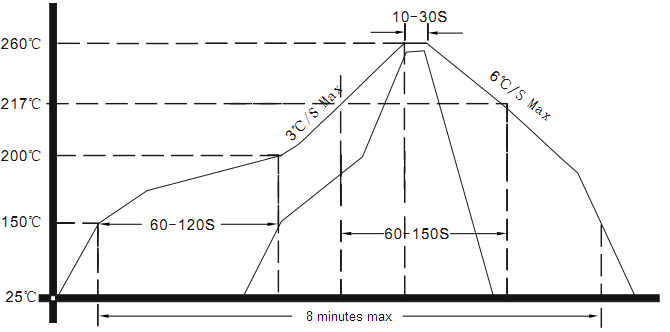 10-30S
260℃
6℃/S Max
3℃/S Max
217℃
200℃
150℃
60-120S
60-150S
25℃
8 minutes max